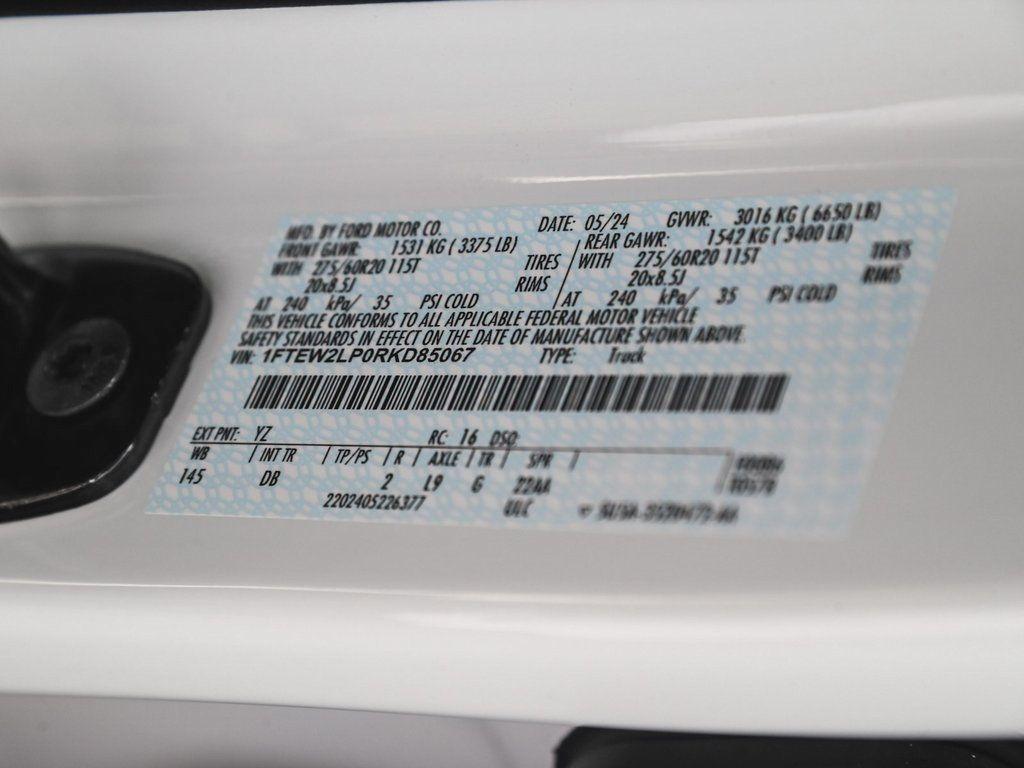 MFD. BY FORD MOTOR CO. DATE: 05/24 GVWR: 3016 KG ( 6650 LB)
FRONT GAWR: 1531 KG ( 3375 LB) REAR GAWR: 1542 KG ( 3400 LB)
WITH 275/60R20 115T TIRES WITH 275/60R20 115T TIRES
20x8.5J RIMS 20x8.5J RIMS
AT 240 kPa/ 35 PSI COLD AT 240 kPa/ 35 PSI COLD
THIS VEHICLE CONFORMS TO ALL APPLICABLE FEDERAL MOTOR VEHICLE
SAFETY STANDARDS IN EFFECT ON THE DATE OF MANUFACTURE SHOWN ABOVE.
VIN: 1FTEW2LP0RKD85067 TYPE: Truck
EXT PNT: YZ RC: 16 DSO:
WB INT TR TP/PS R AXLE TR SPR
145 DB 2 L9 G 22AA
2202405226377 ULC